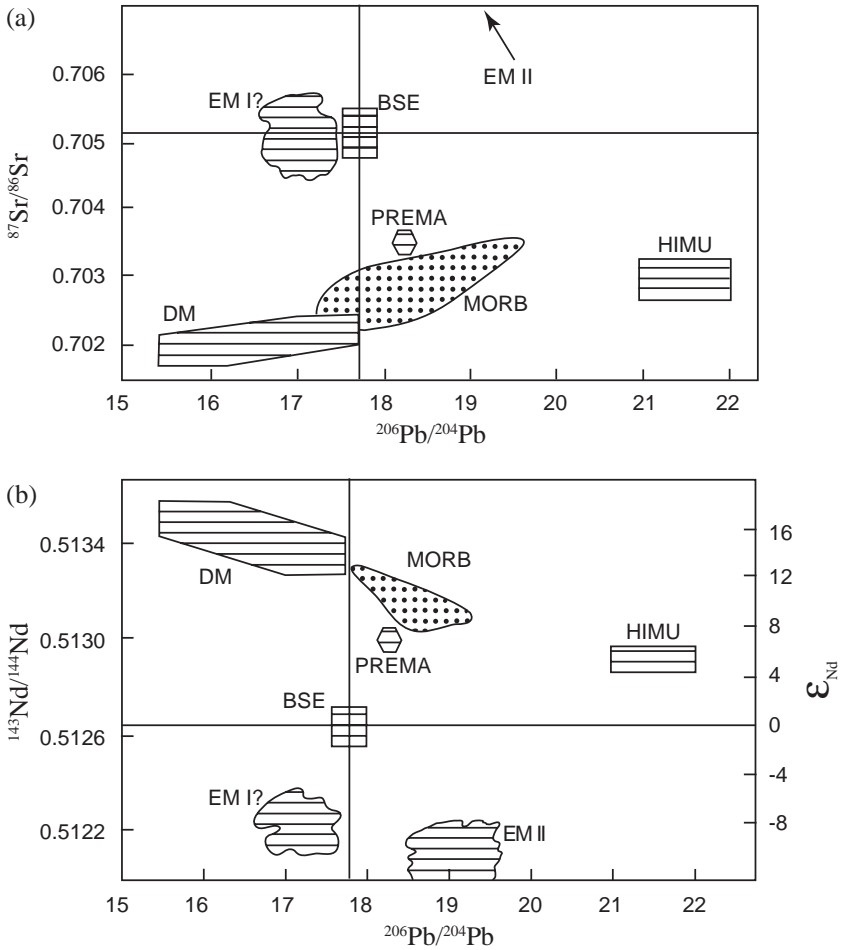 (a)
EM II
0.706
EM I?
BSE
0.705
⁸⁷Sr/⁸⁶Sr
0.704
PREMA
HIMU
0.703
MORB
DM
0.702
15 16 17 18 19 20 21 22
²⁰⁶Pb/²⁰⁴Pb
(b)
16
0.5134
MORB
DM
12
0.5130
8
HIMU
PREMA
¹⁴³Nd/¹⁴⁴Nd
4
εNd
BSE
0
0.5126
-4
EM I?
0.5122
EM II
-8
15 16 17 18 19 20 21 22
²⁰⁶Pb/²⁰⁴Pb